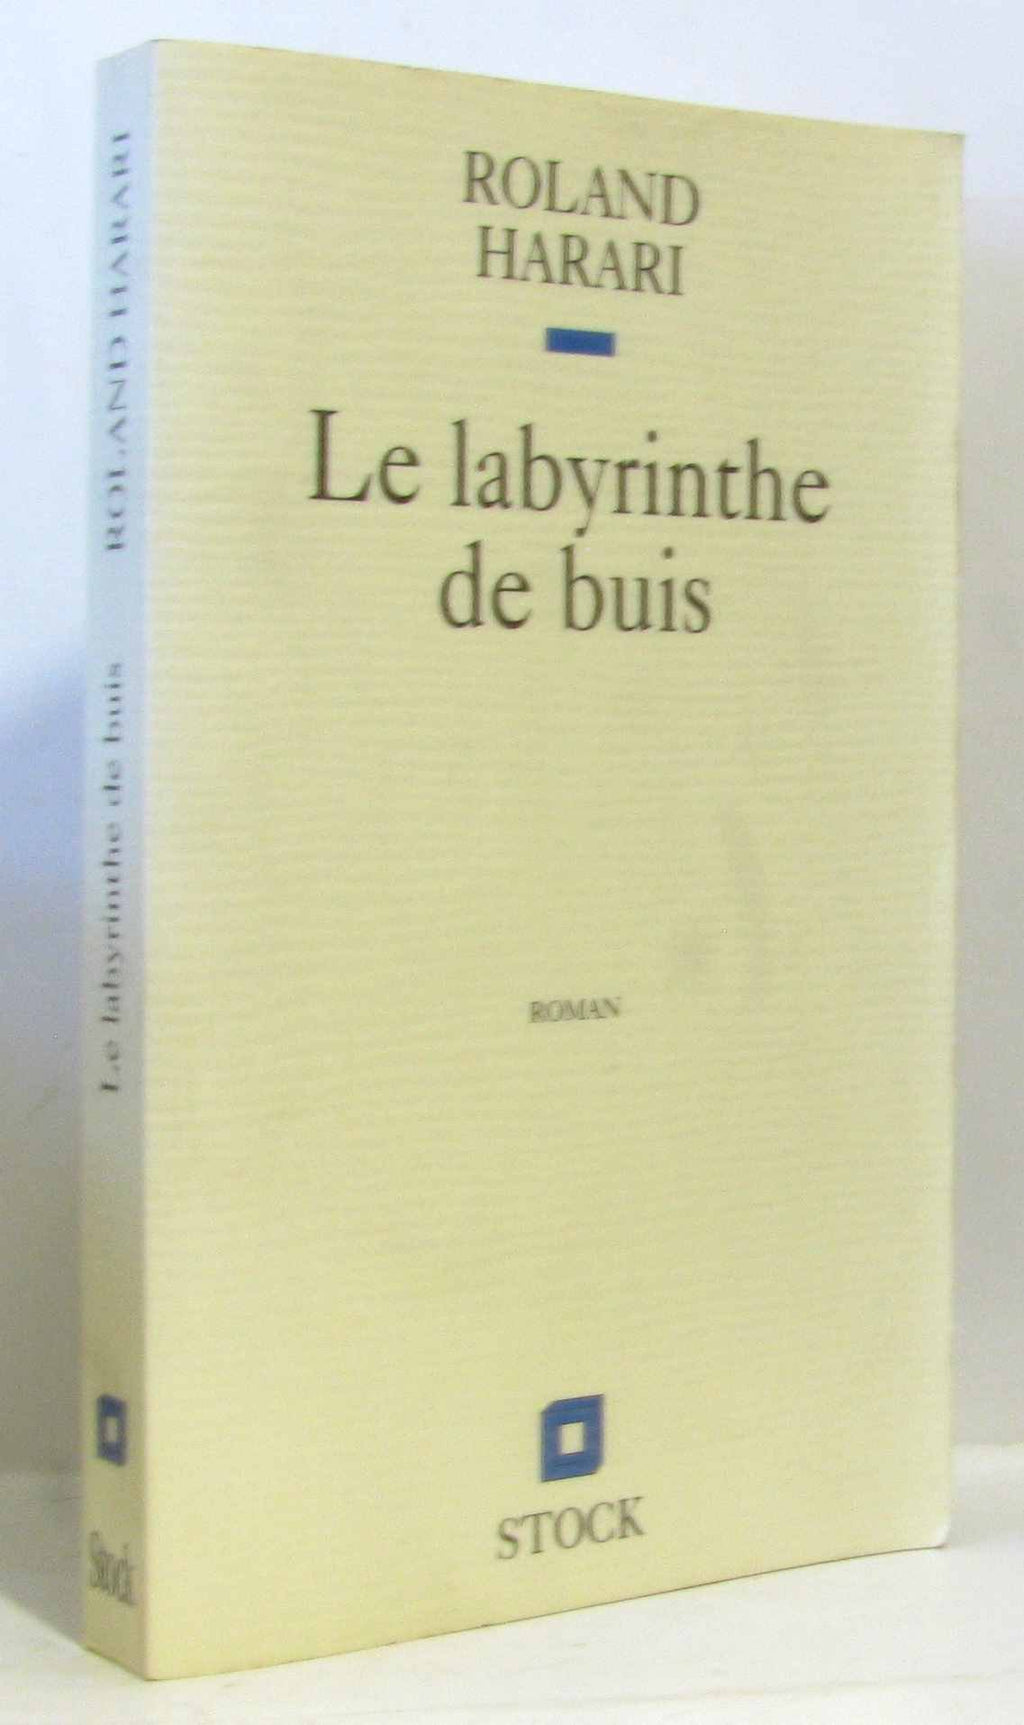 ROLAND
HARARI
Le labyrinthe
de buis
ROMAN
STOCK
Le labyrinthe de buis ROLAND HARARI
Stock